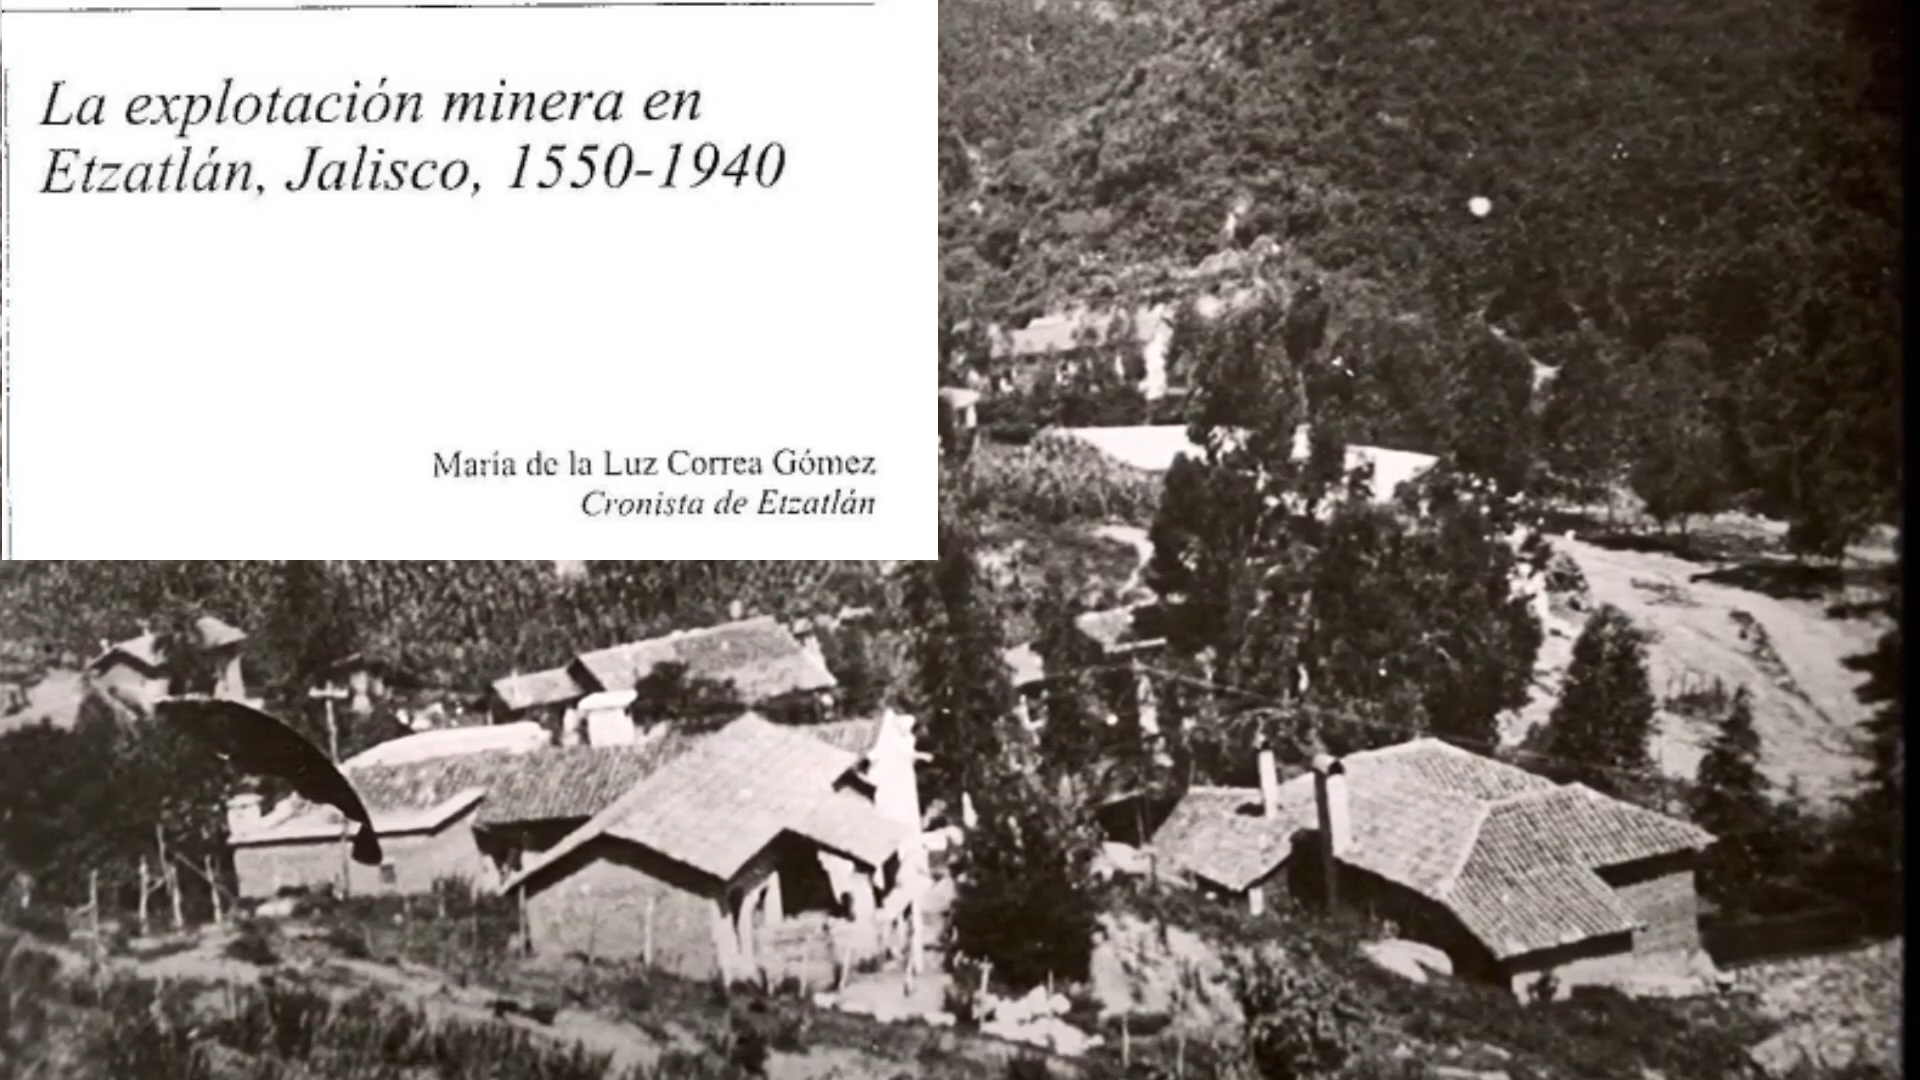 La explotación minera en
Etzatlán, Jalisco, 1550-1940
María de la Luz Correa Gómez
Cronista de Etzatlán